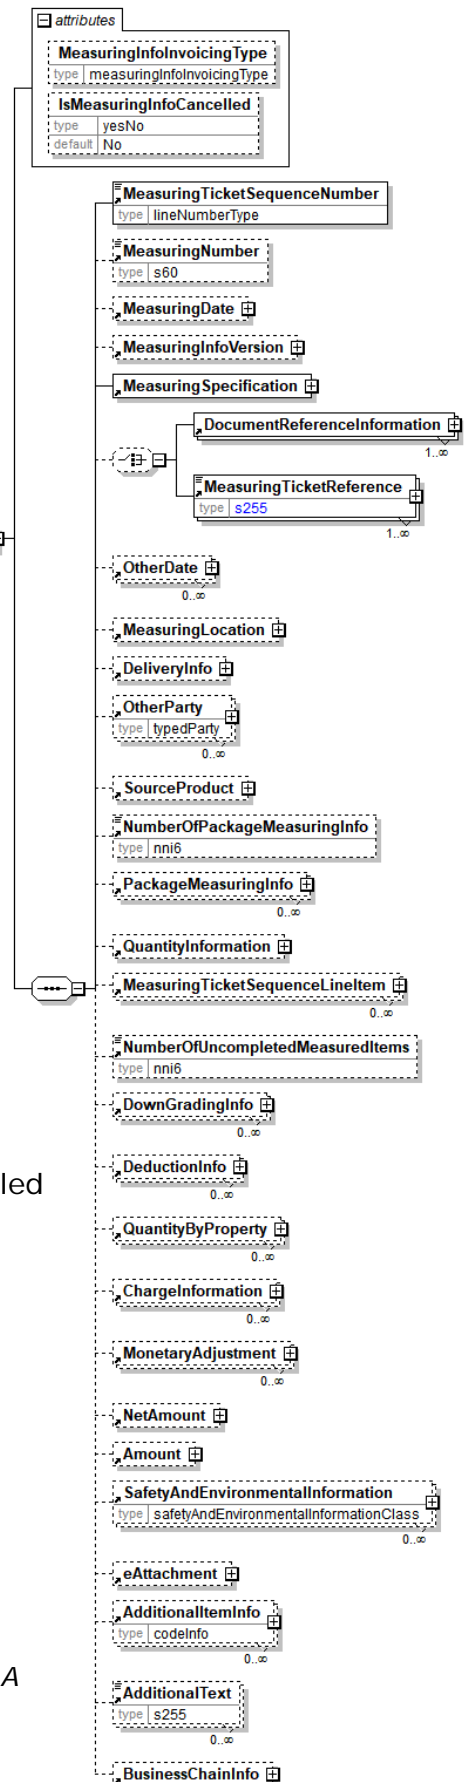 attributes
MeasuringInfoInvoicingType
type measuringInfoInvoicingType
IsMeasuringInfoCancelled
type yesNo
default No
MeasuringTicketSequenceNumber
type lineNumberType
MeasuringNumber
type s60
MeasuringDate
MeasuringInfoVersion
MeasuringSpecification
DocumentReferenceInformation
1..∞
MeasuringTicketReference
type s255
1..∞
OtherDate
0..∞
MeasuringLocation
DeliveryInfo
OtherParty
type typedParty
0..∞
SourceProduct
NumberOfPackageMeasuringInfo
type nni6
PackageMeasuringInfo
0..∞
QuantityInformation
MeasuringTicketSequenceLineItem
0..∞
NumberOfUncompletedMeasuredItems
type nni6
DownGradingInfo
0..∞
DeductionInfo
led
0..∞
QuantityByProperty
0..∞
ChargeInformation
0..∞
MonetaryAdjustment
0..∞
NetAmount
Amount
SafetyAndEnvironmentalInformation
type safetyAndEnvironmentalInformationClass
0..∞
eAttachment
AdditionalItemInfo
type codeInfo
0..∞
A
AdditionalText
type s255
0..∞
BusinessChainInfo